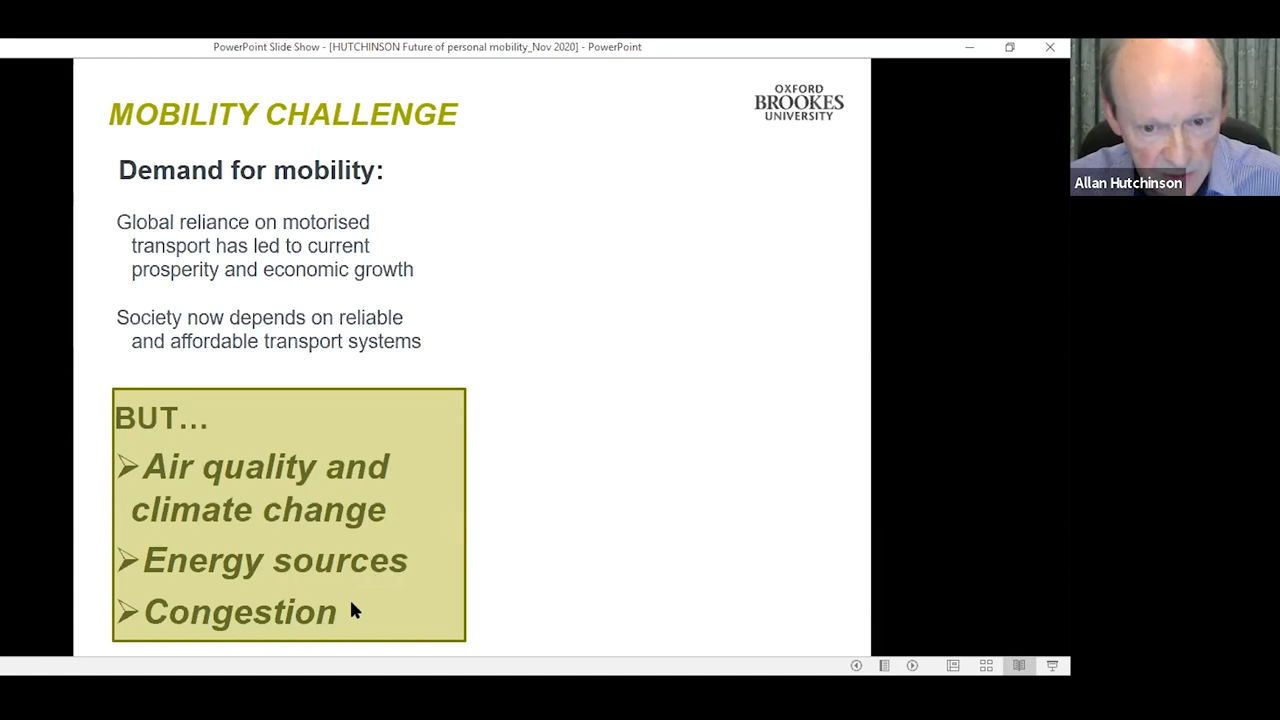 PowerPoint Slide Show - [HUTCHINSON Future of personal mobility_Nov 2020] - PowerPoint
MOBILITY CHALLENGE
OXFORD
BROOKES
UNIVERSITY
Demand for mobility:
Global reliance on motorised
transport has led to current
prosperity and economic growth
Society now depends on reliable
and affordable transport systems
BUT…
➢Air quality and
climate change
➢Energy sources
➢Congestion
Allan Hutchinson